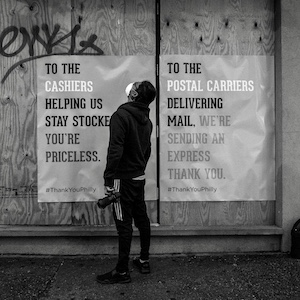 TO THE
CASHIERS
HELPING US
STAY STOCKE
YOU'RE
PRICELESS.
#ThankYouPhilly
TO THE
POSTAL CARRIERS
DELIVERING
MAIL. WE'RE
SENDING AN
EXPRESS
THANK YOU.
#ThankYouPhilly